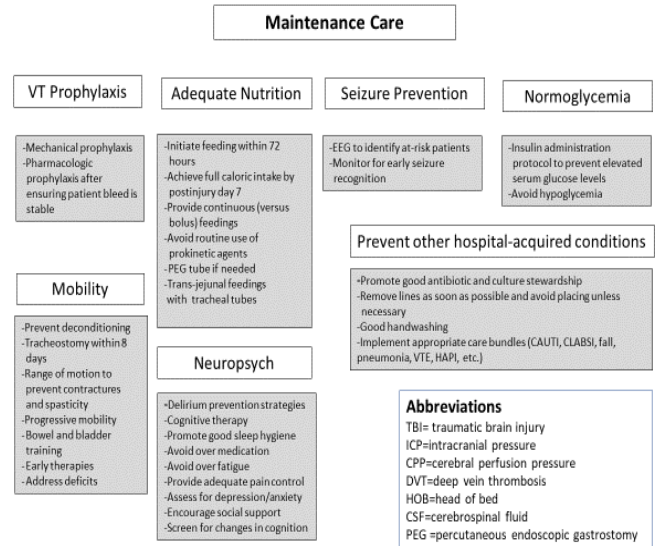 Maintenance Care
VT Prophylaxis
-Mechanical prophylaxis
-Pharmacologic
prophylaxis after
ensuring patient bleed is
stable
Adequate Nutrition
-Initiate feeding within 72
hours
-Achieve full caloric intake by
postinjury day 7
-Provide continuous (versus
bolus) feedings
-Avoid routine use of
prokinetic agents
-PEG tube if needed
-Trans-jejunal feedings
with tracheal tubes
Seizure Prevention
-EEG to identify at-risk patients
-Monitor for early seizure
recognition
Normoglycemia
-Insulin administration
protocol to prevent elevated
serum glucose levels
-Avoid hypoglycemia
Prevent other hospital-acquired conditions
-Promote good antibiotic and culture stewardship
-Remove lines as soon as possible and avoid placing unless
necessary
-Good handwashing
-Implement appropriate care bundles (CAUTI, CLABSI, fall,
pneumonia, VTE, HAPI, etc.)
Mobility
-Prevent deconditioning
-Tracheostomy within 8
days
-Range of motion to
prevent contractures
and spasticity
-Progressive mobility
-Bowel and bladder
training
-Early therapies
-Address deficits
Neuropsych
-Delirium prevention strategies
-Cognitive therapy
-Promote good sleep hygiene
-Avoid over medication
-Avoid over fatigue
-Provide adequate pain control
-Assess for depression/anxiety
-Encourage social support
-Screen for changes in cognition
Abbreviations
TBI= traumatic brain injury
ICP=intracranial pressure
CPP=cerebral perfusion pressure
DVT=deep vein thrombosis
HOB=head of bed
CSF=cerebrospinal fluid
PEG =percutaneous endoscopic gastrostomy